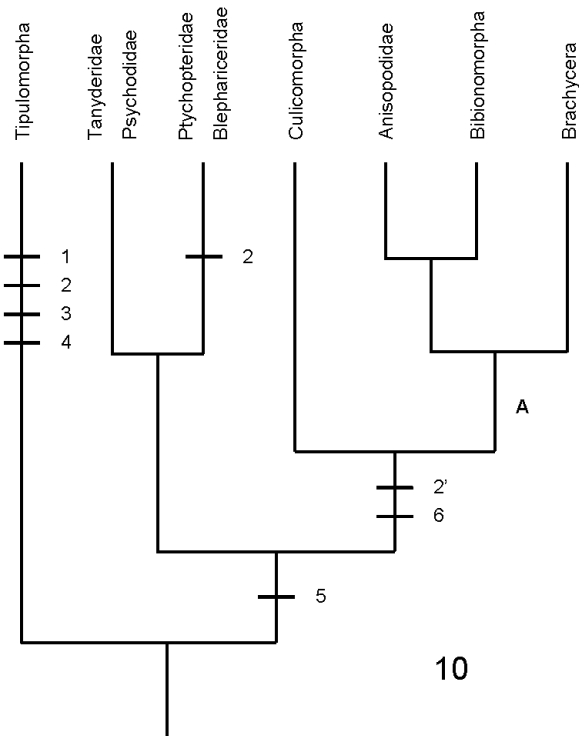 Tipulomorpha
Tanyderidae
Psychodidae
Ptychopteridae
Blephariceridae
Culicomorpha
Anisopodidae
Bibionomorpha
Brachycera
1
2
3
4
2
A
2'
6
5
10